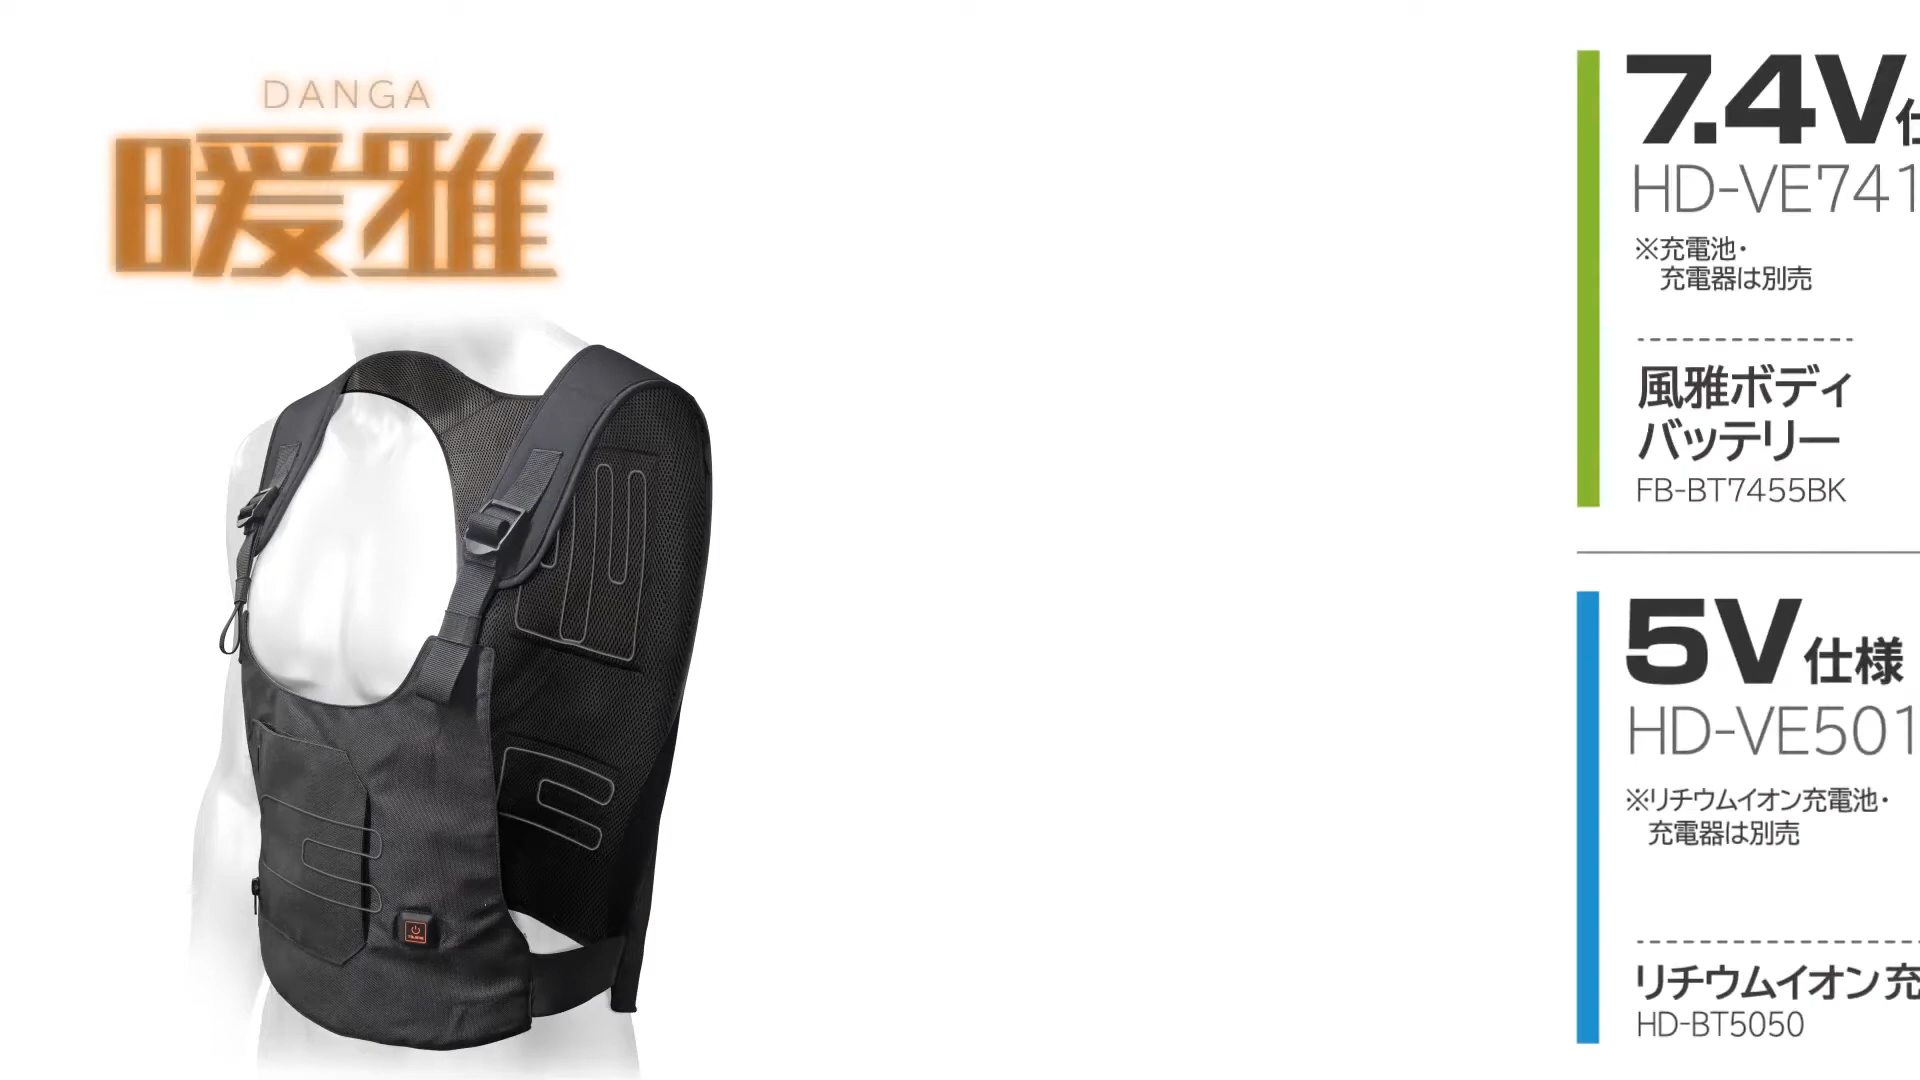 DANGA
暖雅
7.4V仕
HD-VE741
※充電池・
充電器は別売
風雅ボディ
バッテリー
FB-BT7455BK
5V仕様
HD-VE501
※リチウムイオン充電池・
充電器は別売
リチウムイオン充
HD-BT5050